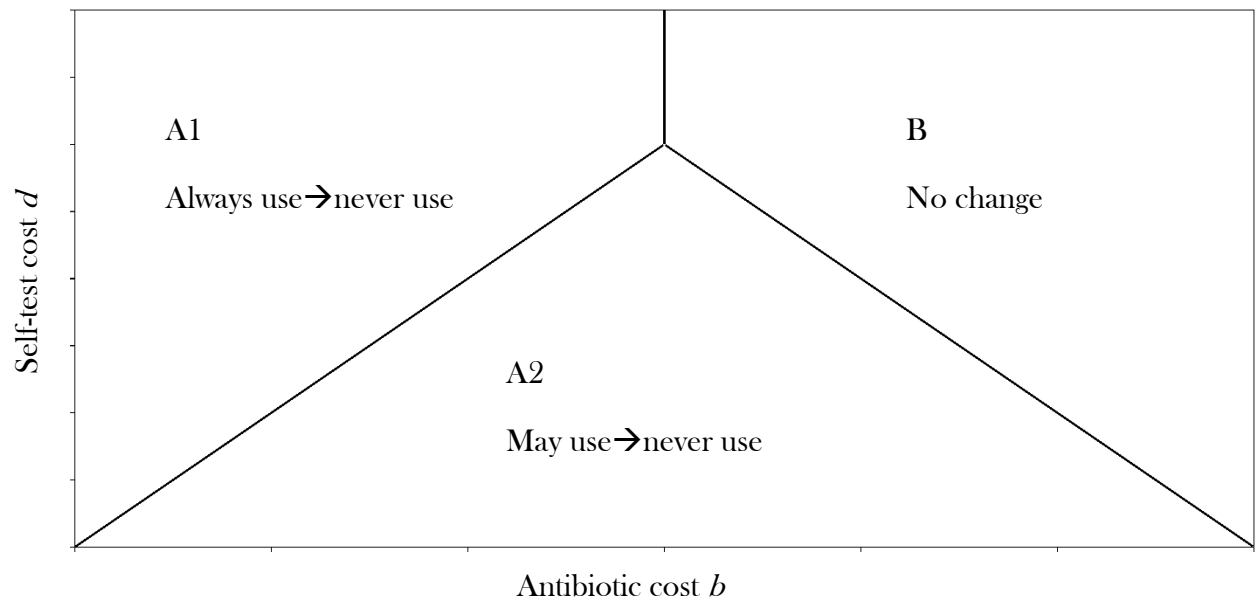 A1
Always use→never use
B
No change
A2
May use→never use
Self-test cost d
Antibiotic cost b